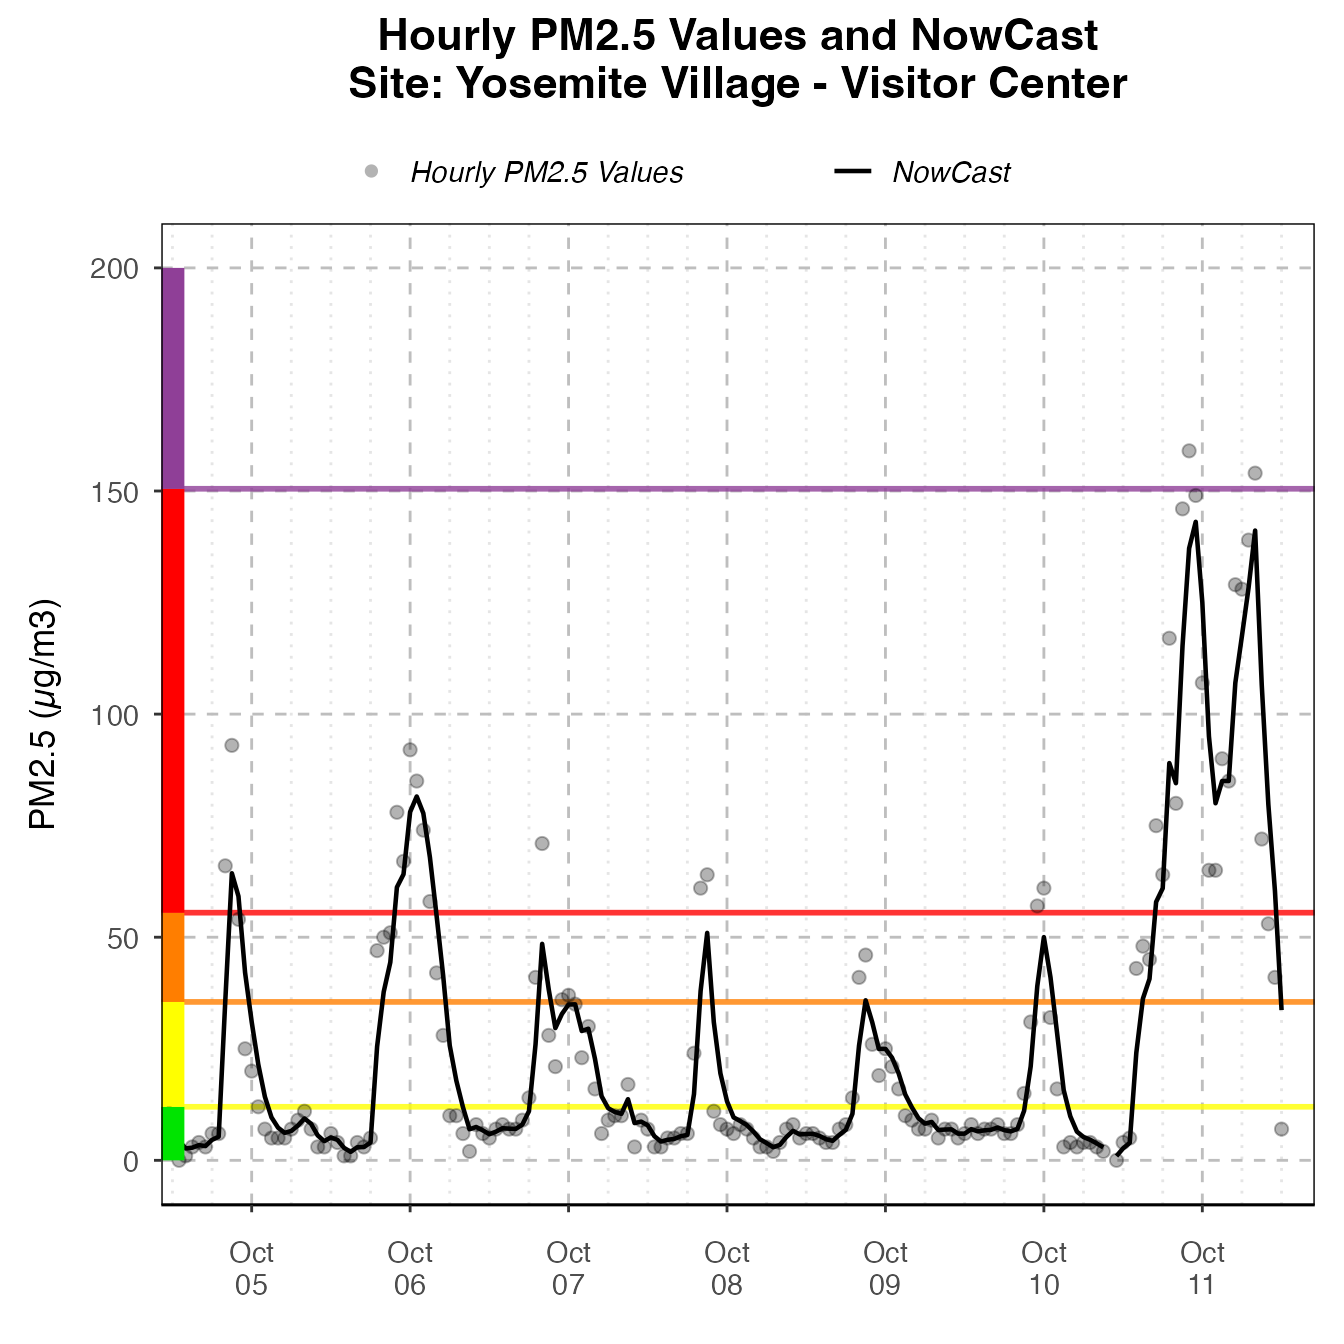 Hourly PM2.5 Values and NowCast
Site: Yosemite Village - Visitor Center
Hourly PM2.5 Values
NowCast
PM2.5 (µg/m3)
200
150
100
50
0
Oct
05
Oct
06
Oct
07
Oct
08
Oct
09
Oct
10
Oct
11